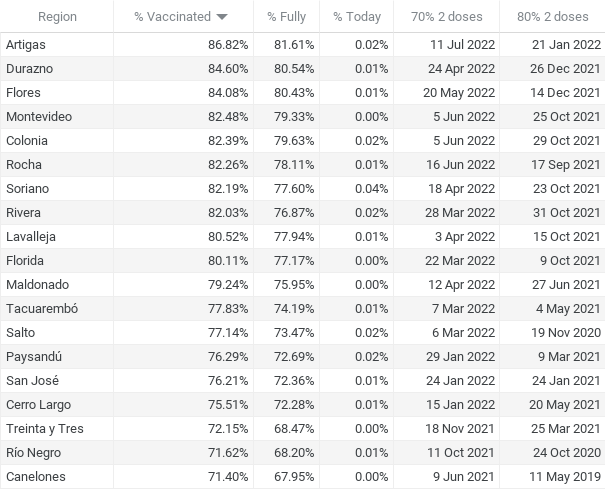 Region % Vaccinated % Fully % Today 70% 2 doses 80% 2 doses
Artigas 86.82% 81.61% 0.02% 11 Jul 2022 21 Jan 2022
Durazno 84.60% 80.54% 0.01% 24 Apr 2022 26 Dec 2021
Flores 84.08% 80.43% 0.01% 20 May 2022 14 Dec 2021
Montevideo 82.48% 79.33% 0.00% 5 Jun 2022 25 Oct 2021
Colonia 82.39% 79.63% 0.02% 5 Jun 2022 29 Oct 2021
Rocha 82.26% 78.11% 0.01% 16 Jun 2022 17 Sep 2021
Soriano 82.19% 77.60% 0.04% 18 Apr 2022 23 Oct 2021
Rivera 82.03% 76.87% 0.02% 28 Mar 2022 31 Oct 2021
Lavalleja 80.52% 77.94% 0.01% 3 Apr 2022 15 Oct 2021
Florida 80.11% 77.17% 0.00% 22 Mar 2022 9 Oct 2021
Maldonado 79.24% 75.95% 0.00% 12 Apr 2022 27 Jun 2021
Tacuarembó 77.83% 74.19% 0.01% 7 Mar 2022 4 May 2021
Salto 77.14% 73.47% 0.02% 6 Mar 2022 19 Nov 2020
Paysandú 76.29% 72.69% 0.02% 29 Jan 2022 9 Mar 2021
San José 76.21% 72.36% 0.01% 24 Jan 2022 24 Jan 2021
Cerro Largo 75.51% 72.28% 0.01% 15 Jan 2022 20 May 2021
Treinta y Tres 72.15% 68.47% 0.00% 18 Nov 2021 25 Mar 2021
Río Negro 71.62% 68.20% 0.01% 11 Oct 2021 24 Oct 2020
Canelones 71.40% 67.95% 0.00% 9 Jun 2021 11 May 2019